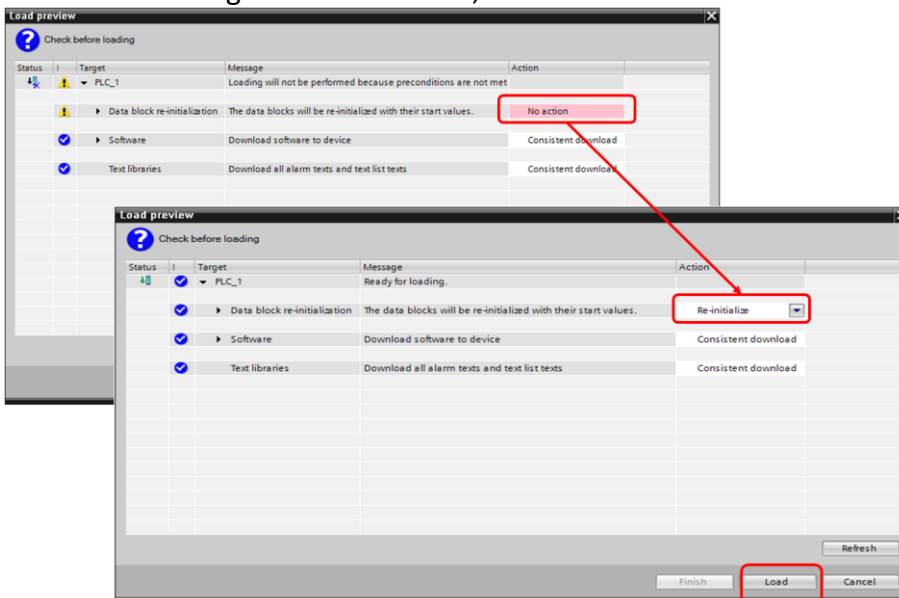 Load preview
Check before loading
Status ! Target Message Action
PLC_1 Loading will not be performed because preconditions are not met
Data block re-initialization The data blocks will be re-initialized with their start values. No action
Software Download software to device Consistent download
Text libraries Download all alarm texts and text list texts Consistent download
Load preview
Check before loading
Status ! Target Message Action
PLC_1 Ready for loading.
Data block re-initialization The data blocks will be re-initialized with their start values. Re-initialize
Software Download software to device Consistent download
Text libraries Download all alarm texts and text list texts Consistent download
Refresh
Finish Load Cancel